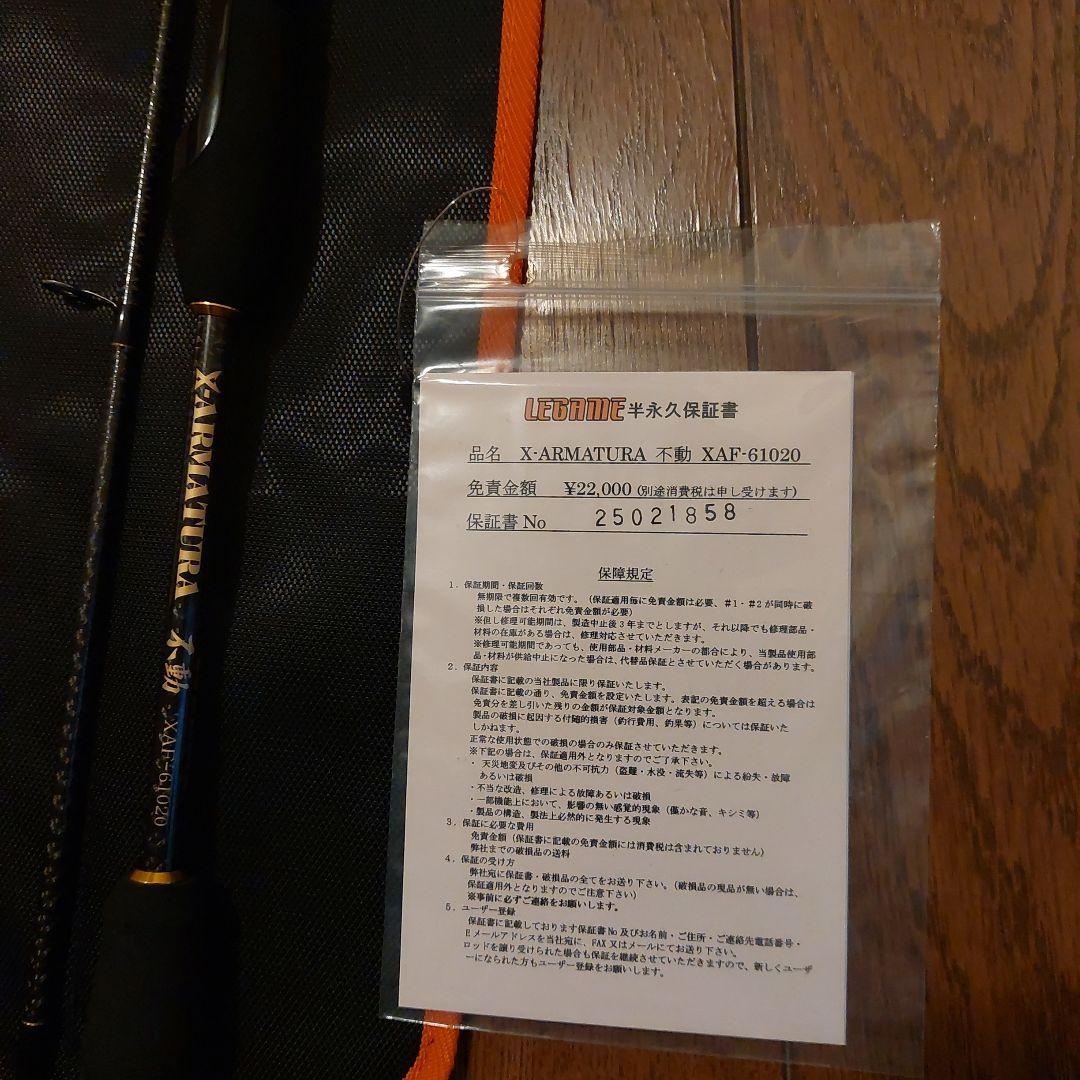 X-ARMATURA 不動 XAF-61020
LEGAME半永久保証書
品名 X-ARMATURA 不動 XAF-61020
免責金額 ¥22,000 (別途消費税は申し受けます)
保証書 No 25021858
保障規定
1. 保証期間・保証回数
無期限で複数回有効です。(保証適用毎に免責金額は必要、#1・#2が同時に破
損した場合はそれぞれ免責金額が必要)
※但し修理可能期間は、製造中止後3年までとしますが、それ以降でも修理部品・
材料の在庫がある場合は、修理対応させていただきます。
※修理可能期間であっても、使用部品・材料メーカーの都合により、当製品使用部
品・材料が供給中止になった場合は、代替品保証とさせていただく場合があります。
2. 保証内容
保証書に記載の当社製品に限り保証いたします。
保証書に記載の通り、免責金額を設定いたします。表記の免責金額を超える場合は
免責分を差し引いた残りの金額が保証対象金額となります。
製品の破損に起因する付随的損害(釣行費用、釣果等)については保証いた
しかねます。
正常な使用状態での破損の場合のみ保証させていただきます。
※下記の場合は、保証適用外となりますのでご了承下さい。
・ 天災地変及びその他の不可抗力(盗難・水没・流失等)による紛失・故障
あるいは破損
・不当な改造、修理による故障あるいは破損
・一部機能上において、影響の無い感覚的現象(僅かな音、キシミ等)
・製品の構造、製法上必然的に発生する現象
3. 保証に必要な費用
免責金額(保証書に記載の免責金額には消費税は含まれておりません)
弊社までの破損品の送料
4. 保証の受け方
弊社宛に保証書・破損品の全てをお送り下さい。(破損品の現品が無い場合は、
保証適用外となりますのでご注意下さい)
※事前に必ずご連絡をお願いします。
5. ユーザー登録
保証書に記載しております保証書No及びお名前・ご住所・ご連絡先電話番号・
Eメールアドレスを当社宛に、FAX又はメールにてお送り下さい。
ロッドを譲り受けられた場合も保証を継続させていただきますので、新しくユーザ
ーになられた方もユーザー登録をお願いします。